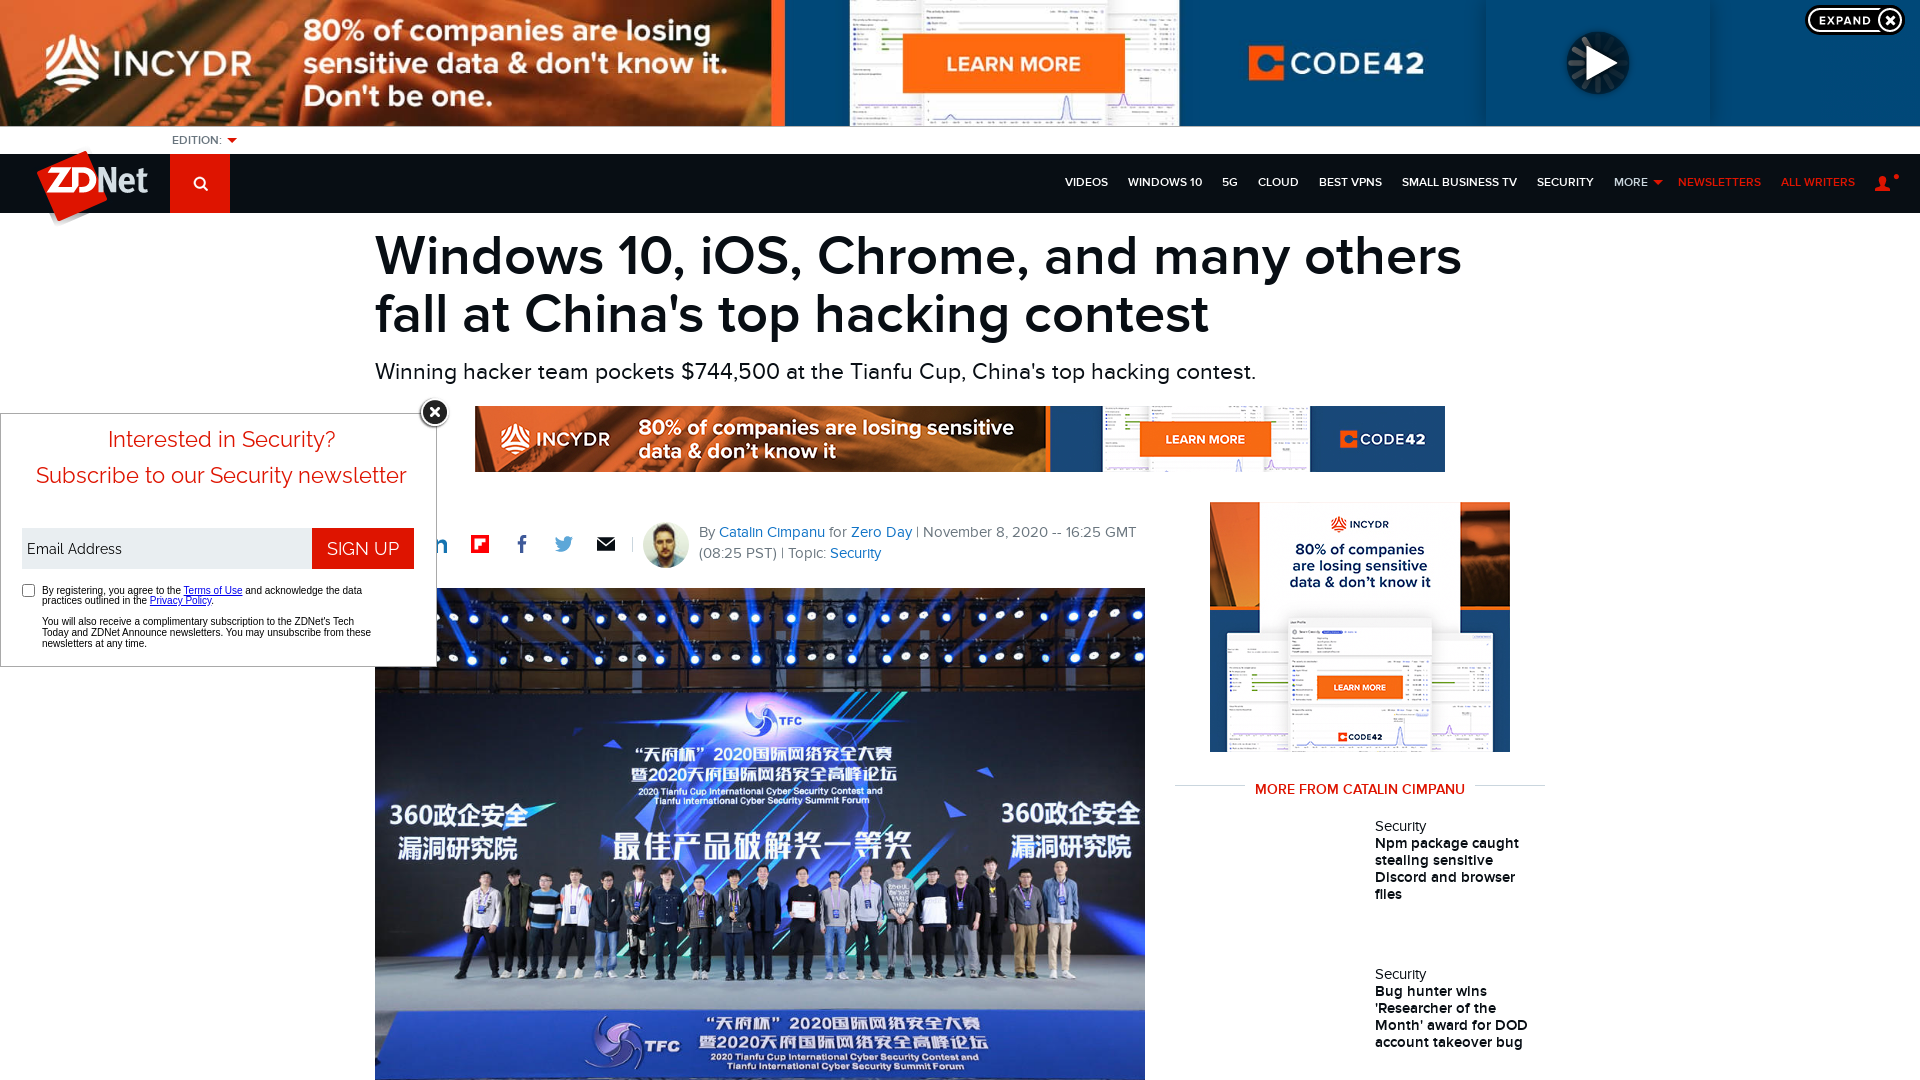 INCYDR
80% of companies are losing
sensitive data & don't know it.
Don't be one.
LEARN MORE
CODE42
EXPAND
EDITION:
ZDNet
VIDEOS
WINDOWS 10
5G
CLOUD
BEST VPNS
SMALL BUSINESS TV
SECURITY
MORE
NEWSLETTERS
ALL WRITERS
Windows 10, iOS, Chrome, and many others
fall at China's top hacking contest
Winning hacker team pockets $744,500 at the Tianfu Cup, China's top hacking contest.
INCYDR
80% of companies are losing sensitive
data & don't know it
LEARN MORE
CODE42
Interested in Security?
Subscribe to our Security newsletter
Email Address
SIGN UP
By registering, you agree to the Terms of Use and acknowledge the data
practices outlined in the Privacy Policy.
You will also receive a complimentary subscription to the ZDNet's Tech
Today and ZDNet Announce newsletters. You may unsubscribe from these
newsletters at any time.
By Catalin Cimpanu for Zero Day | November 8, 2020 -- 16:25 GMT
(08:25 PST) | Topic: Security
TFC
“天府杯”2020国际网络安全大赛
暨2020天府国际网络安全高峰论坛
2020 Tianfu Cup International Cyber Security Contest and
Tianfu International Cyber Security Summit Forum
360政企安全
漏洞研究院
最佳产品破解奖一等奖
360政企安全
漏洞研究院
TFC
“天府杯”2020国际网络安全大赛
暨2020天府国际网络安全高峰论坛
2020 Tianfu Cup International Cyber Security Contest and
Tianfu International Cyber Security Summit Forum
INCYDR
80% of companies
are losing sensitive
data & don't know it
LEARN MORE
CODE42
MORE FROM CATALIN CIMPANU
Security
Npm package caught
stealing sensitive
Discord and browser
files
Security
Bug hunter wins
'Researcher of the
Month' award for DOD
account takeover bug